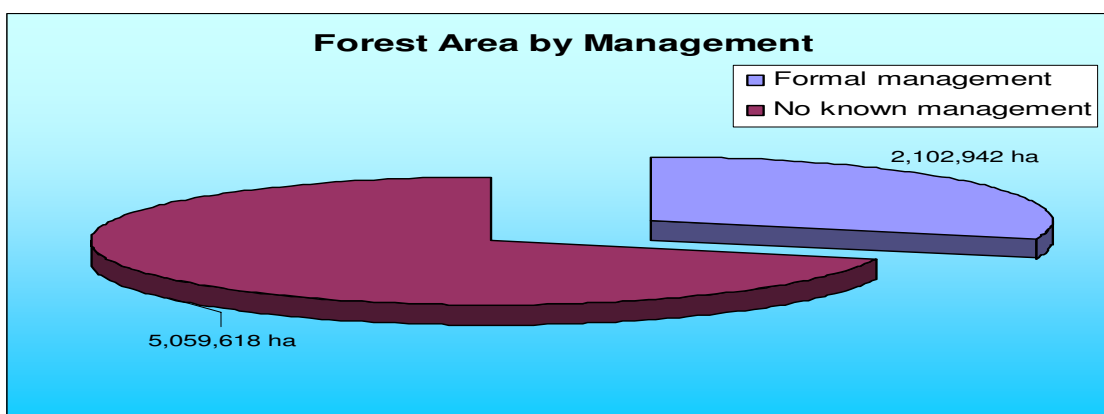 Forest Area by Management
Formal management
No known management
2,102,942 ha
5,059,618 ha